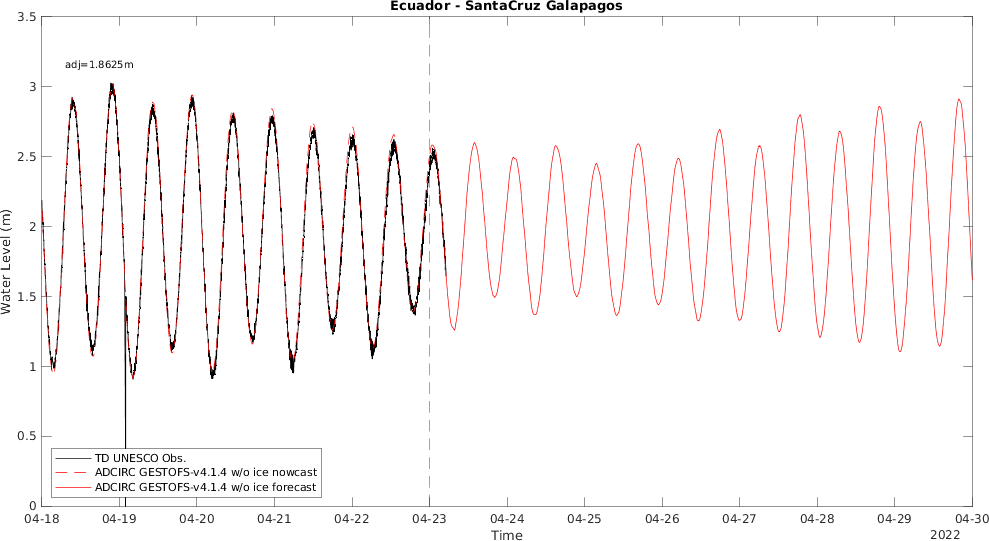 Ecuador - SantaCruz Galapagos
3.5
adj=1.8625m
3
2.5
2
Water Level (m)
1.5
1
0.5
TD UNESCO Obs.
ADCIRC GESTOFS-v4.1.4 w/o ice nowcast
ADCIRC GESTOFS-v4.1.4 w/o ice forecast
0
04-18 04-19 04-20 04-21 04-22 04-23 04-24 04-25 04-26 04-27 04-28 04-29 04-30
Time
2022